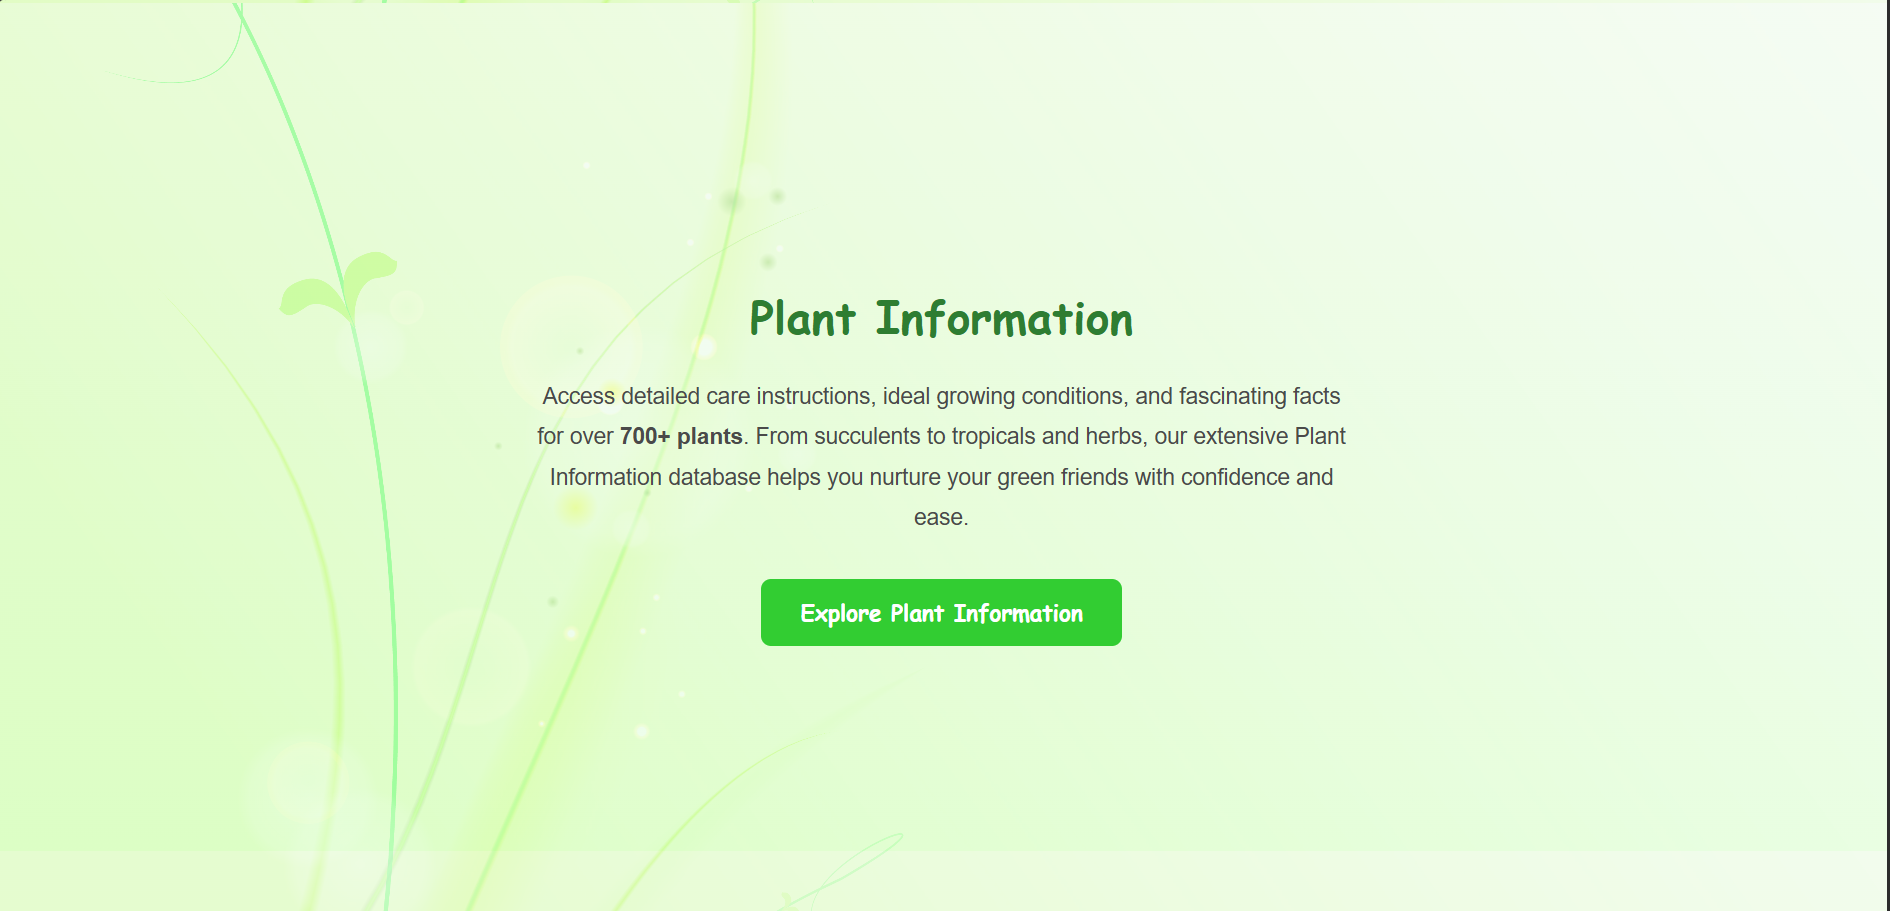 Plant Information
Access detailed care instructions, ideal growing conditions, and fascinating facts
for over 700+ plants. From succulents to tropicals and herbs, our extensive Plant
Information database helps you nurture your green friends with confidence and
ease.
Explore Plant Information